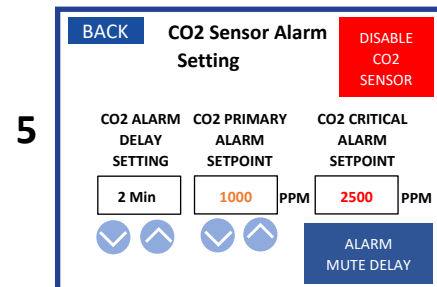 BACK
CO2 Sensor Alarm
Setting
DISABLE
CO2
SENSOR
5
CO2 ALARM
DELAY
SETTING
CO2 PRIMARY
ALARM
SETPOINT
CO2 CRITICAL
ALARM
SETPOINT
2 Min
1000
PPM
2500
PPM
ALARM
MUTE DELAY